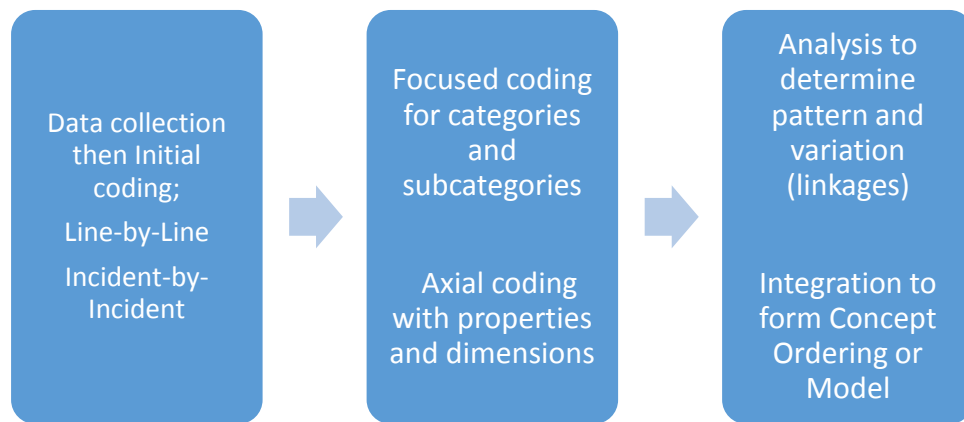 Data collection
then Initial
coding;
Line-by-Line
Incident-by-
Incident
Focused coding
for categories
and
subcategories
Axial coding
with properties
and dimensions
Analysis to
determine
pattern and
variation
(linkages)
Integration to
form Concept
Ordering or
Model